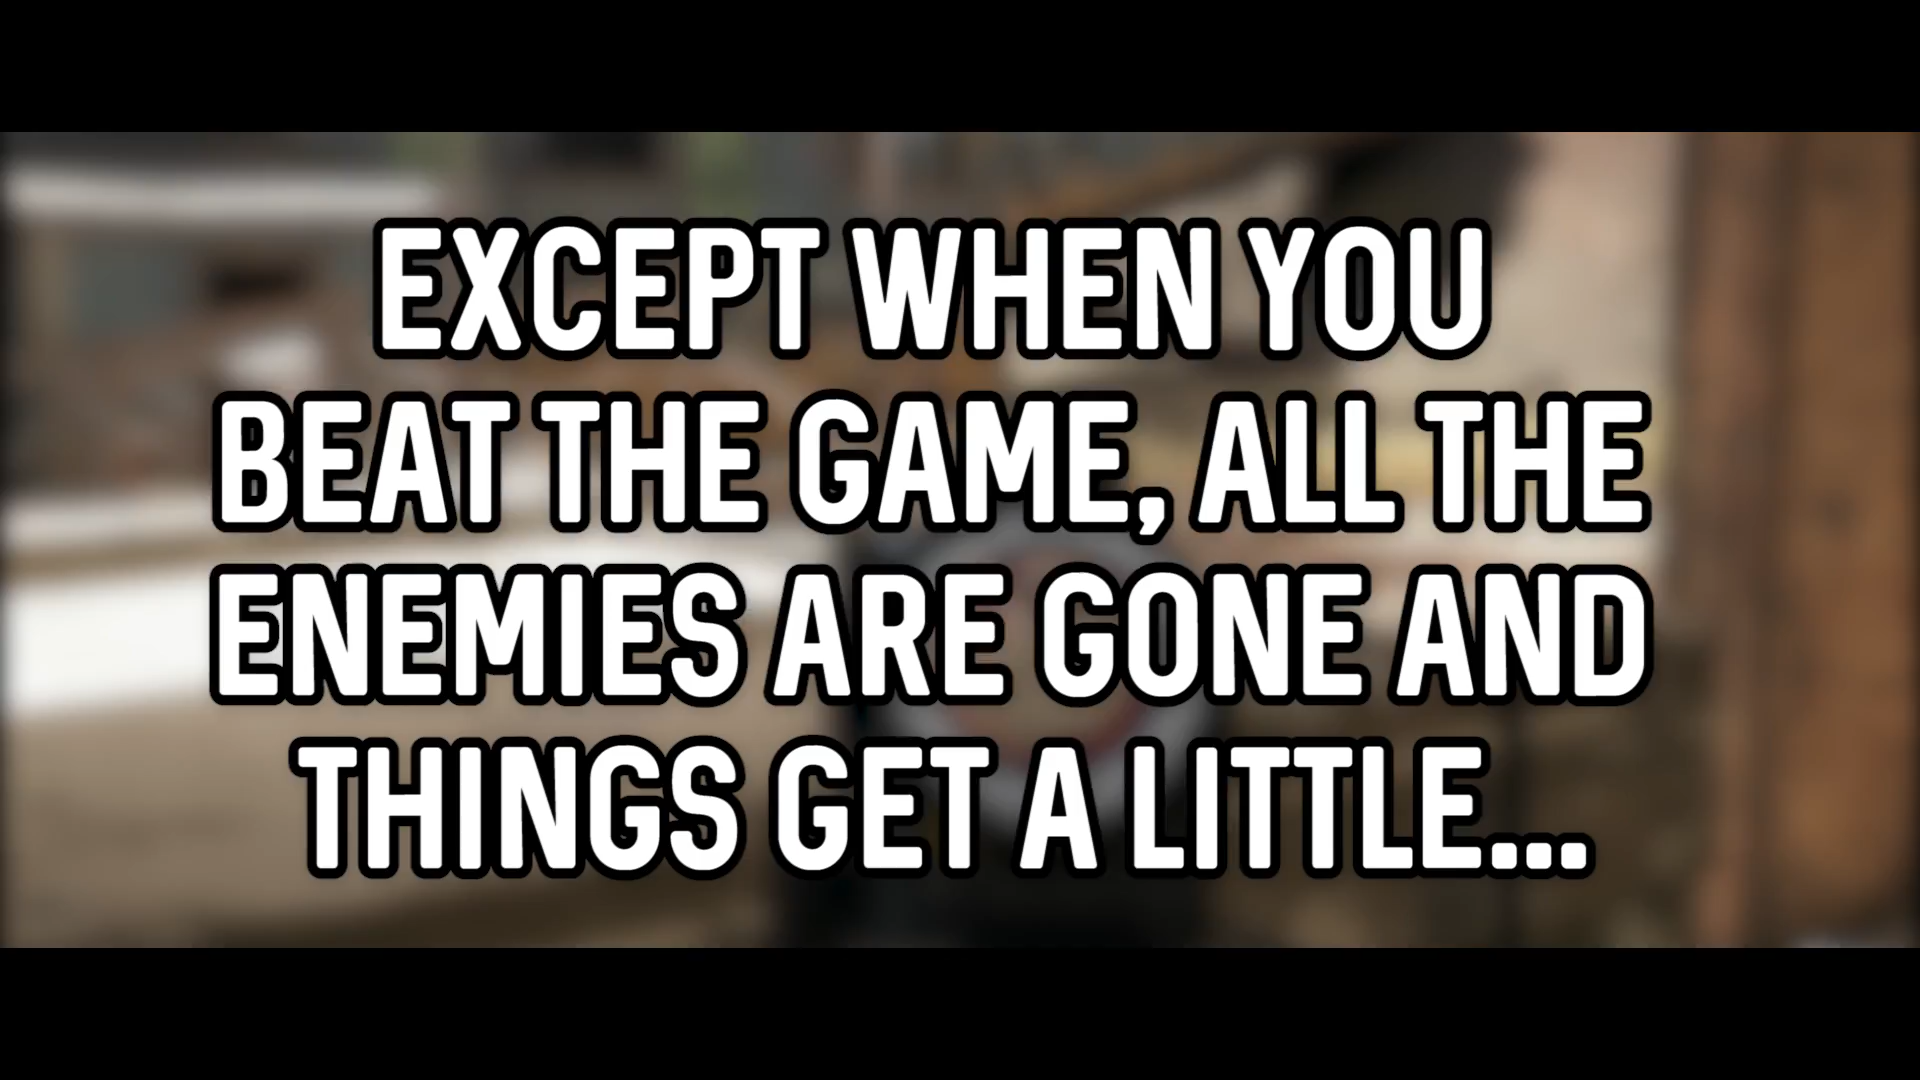 EXCEPT WHEN YOU
BEAT THE GAME, ALL THE
ENEMIES ARE GONE AND
THINGS GET A LITTLE...